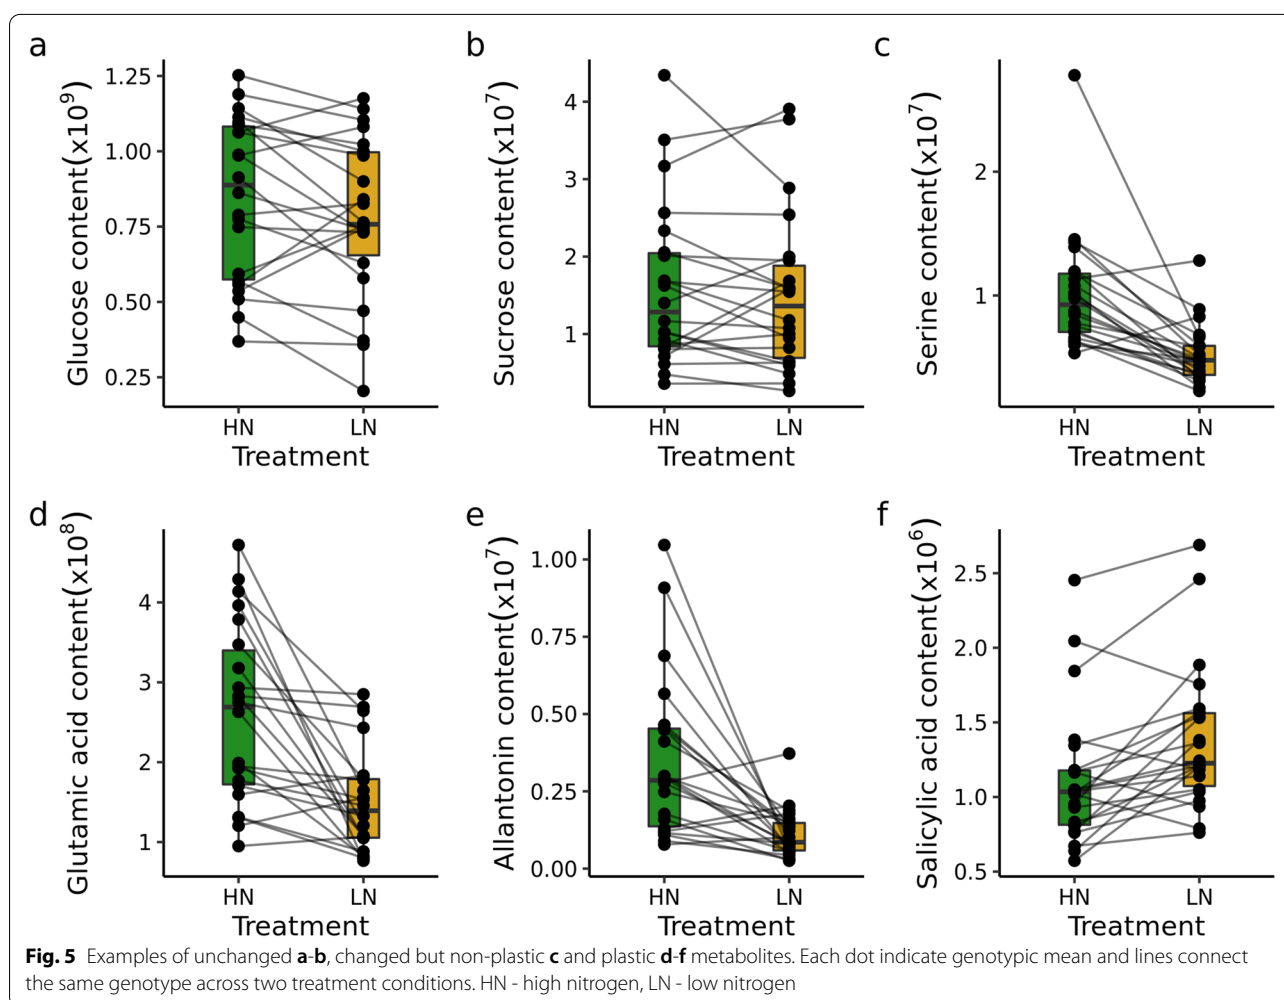 a
Glucose content(x10⁹)
1.25
1.00
0.75
0.50
0.25
HN LN
Treatment
b
Sucrose content(x10⁷)
4
3
2
1
HN LN
Treatment
c
Serine content(x10⁷)
2
1
HN LN
Treatment
d
Glutamic acid content(x10⁸)
4
3
2
1
HN LN
Treatment
e
Allantonin content(x10⁷)
1.00
0.75
0.50
0.25
0.00
HN LN
Treatment
f
Salicylic acid content(x10⁶)
2.5
2.0
1.5
1.0
0.5
HN LN
Treatment
Fig. 5 Examples of unchanged a-b, changed but non-plastic c and plastic d-f metabolites. Each dot indicate genotypic mean and lines connect
the same genotype across two treatment conditions. HN - high nitrogen, LN - low nitrogen